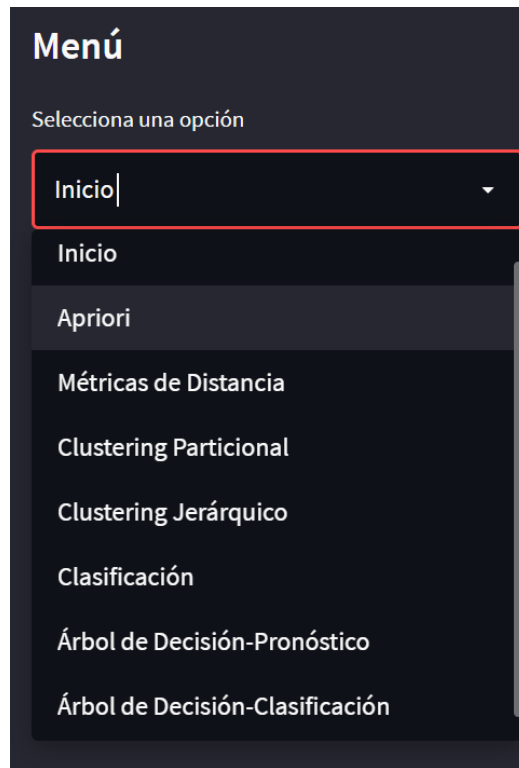 Menú
Selecciona una opción
Inicio
Inicio
Apriori
Métricas de Distancia
Clustering Particional
Clustering Jerárquico
Clasificación
Árbol de Decisión-Pronóstico
Árbol de Decisión-Clasificación